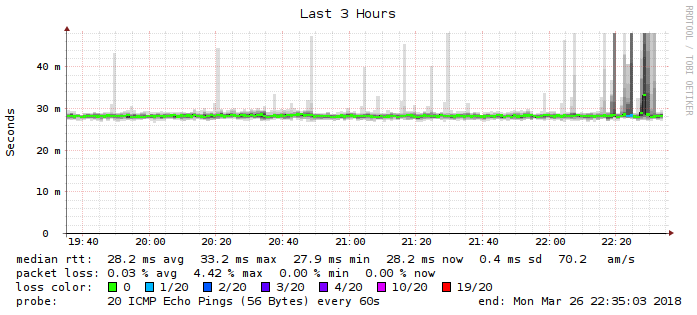 Last 3 Hours
RRDTOOL / TOBI OETIKER
Seconds
40 m
30 m
20 m
10 m
0
19:40 20:00 20:20 20:40 21:00 21:20 21:40 22:00 22:20
median rtt: 28.2 ms avg 33.2 ms max 27.9 ms min 28.2 ms now 0.4 ms sd 70.2 am/s
packet loss: 0.03 % avg 4.42 % max 0.00 % min 0.00 % now
loss color: 0 1/20 2/20 3/20 4/20 10/20 19/20
probe: 20 ICMP Echo Pings (56 Bytes) every 60s end: Mon Mar 26 22:35:03 2018